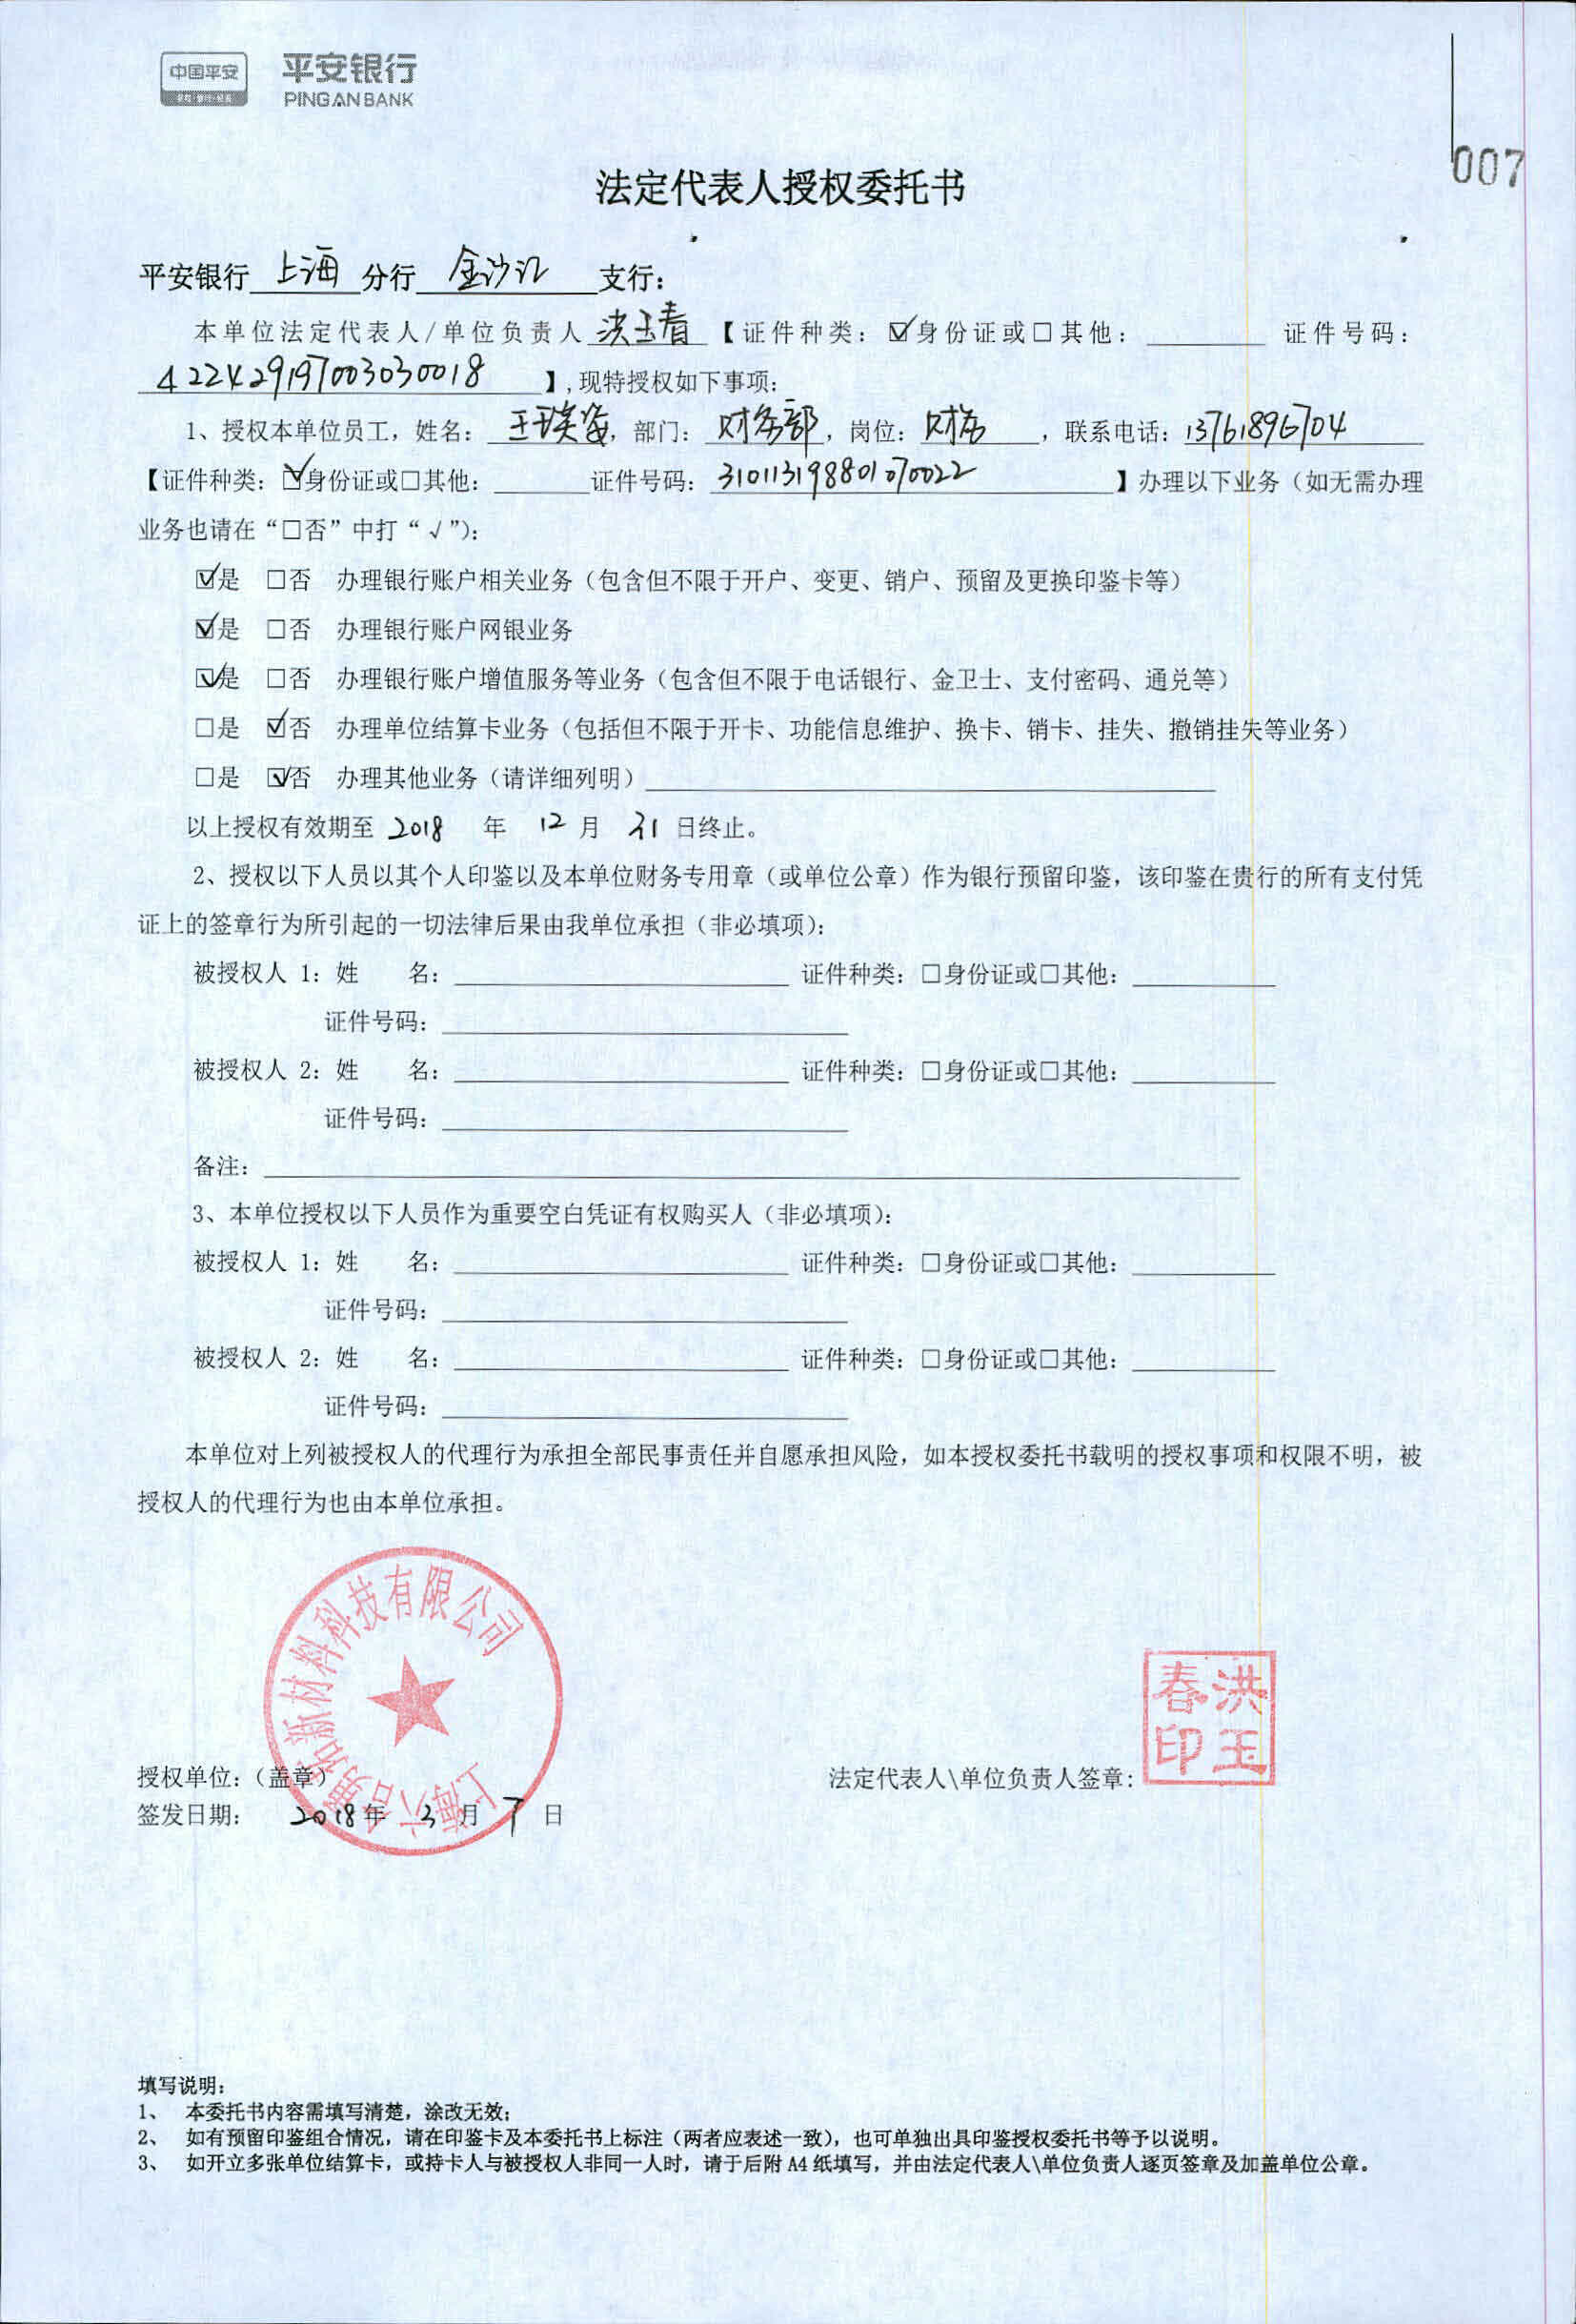 中国平安
平安银行
PINGAN BANK
007
法定代表人授权委托书
平安银行 上海 分行 金沙江 支行：
本单位法定代表人/单位负责人 洪玉春 【证件种类：☑身份证或□其他：________ 证件号码：
422429197003030018 】,现特授权如下事项：
1、授权本单位员工，姓名：王瑛，部门：财务部，岗位：财务，联系电话：13761896704
【证件种类：☑身份证或□其他：______证件号码：310113198801070022 】办理以下业务（如无需办理
业务也请在“□否”中打“√”）：
☑是 □否 办理银行账户相关业务（包含但不限于开户、变更、销户、预留及更换印鉴卡等）
☑是 □否 办理银行账户网银业务
☑是 □否 办理银行账户增值服务等业务（包含但不限于电话银行、金卫士、支付密码、通兑等）
□是 ☑否 办理单位结算卡业务（包括但不限于开卡、功能信息维护、换卡、销卡、挂失、撤销挂失等业务）
□是 ☑否 办理其他业务（请详细列明）
以上授权有效期至 2018 年 12 月 31 日终止。
2、授权以下人员以其个人印鉴以及本单位财务专用章（或单位公章）作为银行预留印鉴，该印鉴在贵行的所有支付凭
证上的签章行为所引起的一切法律后果由我单位承担（非必填项）：
被授权人 1：姓 名：________ 证件种类：□身份证或□其他：________
证件号码：________
被授权人 2：姓 名：________ 证件种类：□身份证或□其他：________
证件号码：________
备注：________
3、本单位授权以下人员作为重要空白凭证有权购买人（非必填项）：
被授权人 1：姓 名：________ 证件种类：□身份证或□其他：________
证件号码：________
被授权人 2：姓 名：________ 证件种类：□身份证或□其他：________
证件号码：________
本单位对上列被授权人的代理行为承担全部民事责任并自愿承担风险，如本授权委托书载明的授权事项和权限不明，被
授权人的代理行为也由本单位承担。
上海六合勇拓新材料科技有限公司
洪玉春印
授权单位：（盖章） 法定代表人\单位负责人签章：
签发日期： 2018年 3 月 7 日
填写说明：
1、 本委托书内容需填写清楚，涂改无效；
2、 如有预留印鉴组合情况，请在印鉴卡及本委托书上标注（两者应表述一致），也可单独出具印鉴授权委托书等予以说明。
3、 如开立多张单位结算卡，或持卡人与被授权人非同一人时，请于后附 A4 纸填写，并由法定代表人\单位负责人逐页签章及加盖单位公章。